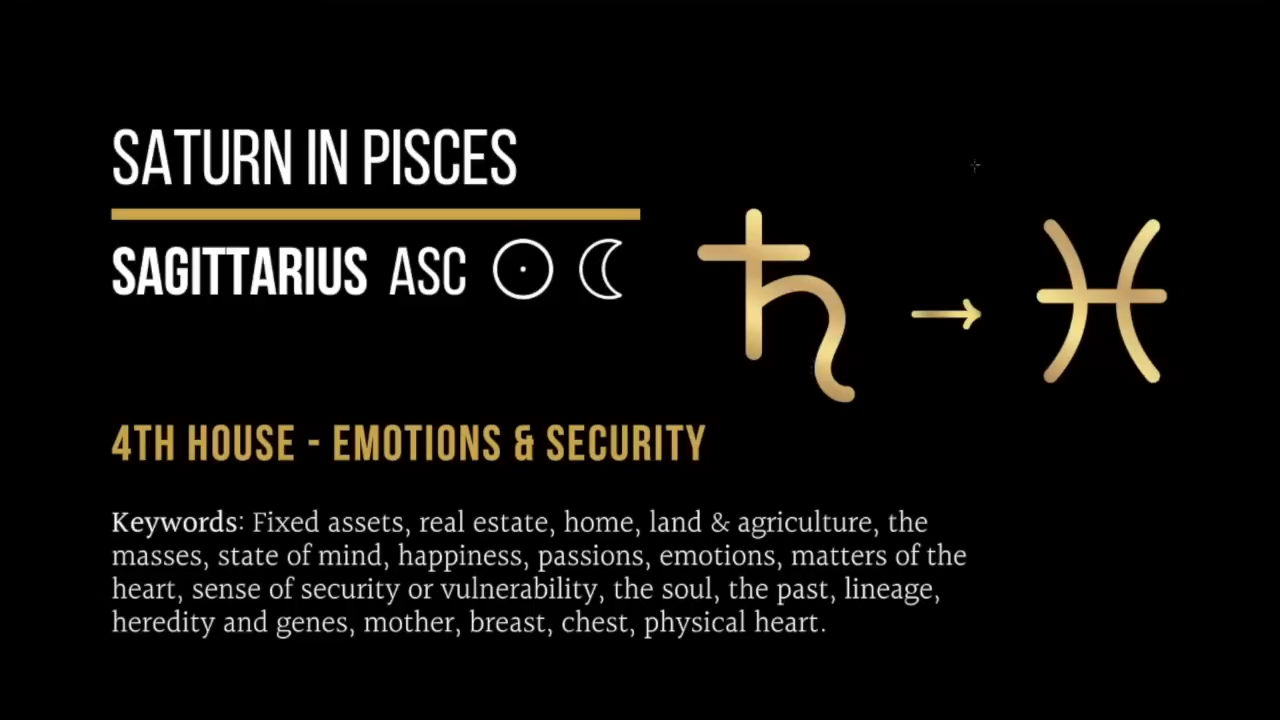 SATURN IN PISCES
SAGITTARIUS ASC
4TH HOUSE - EMOTIONS & SECURITY
Keywords: Fixed assets, real estate, home, land & agriculture, the
masses, state of mind, happiness, passions, emotions, matters of the
heart, sense of security or vulnerability, the soul, the past, lineage,
heredity and genes, mother, breast, chest, physical heart.